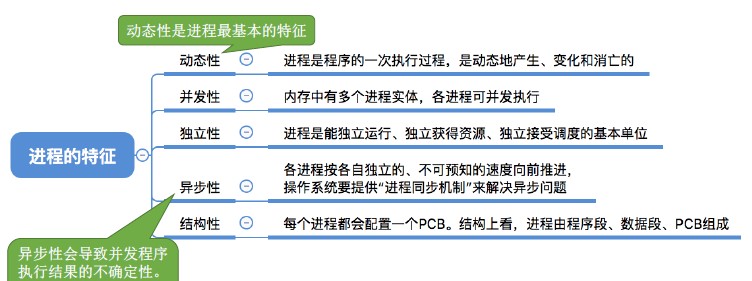 动态性是进程最基本的特征
动态性
进程是程序的一次执行过程，是动态地产生、变化和消亡的
并发性
内存中有多个进程实体，各进程可并发执行
进程的特征
独立性
进程是能独立运行、独立获得资源、独立接受调度的基本单位
异步性
各进程按各自独立的、不可预知的速度向前推进，
操作系统要提供“进程同步机制”来解决异步问题
结构性
每个进程都会配置一个PCB。结构上看，进程由程序段、数据段、PCB组成
异步性会导致并发程序
执行结果的不确定性。